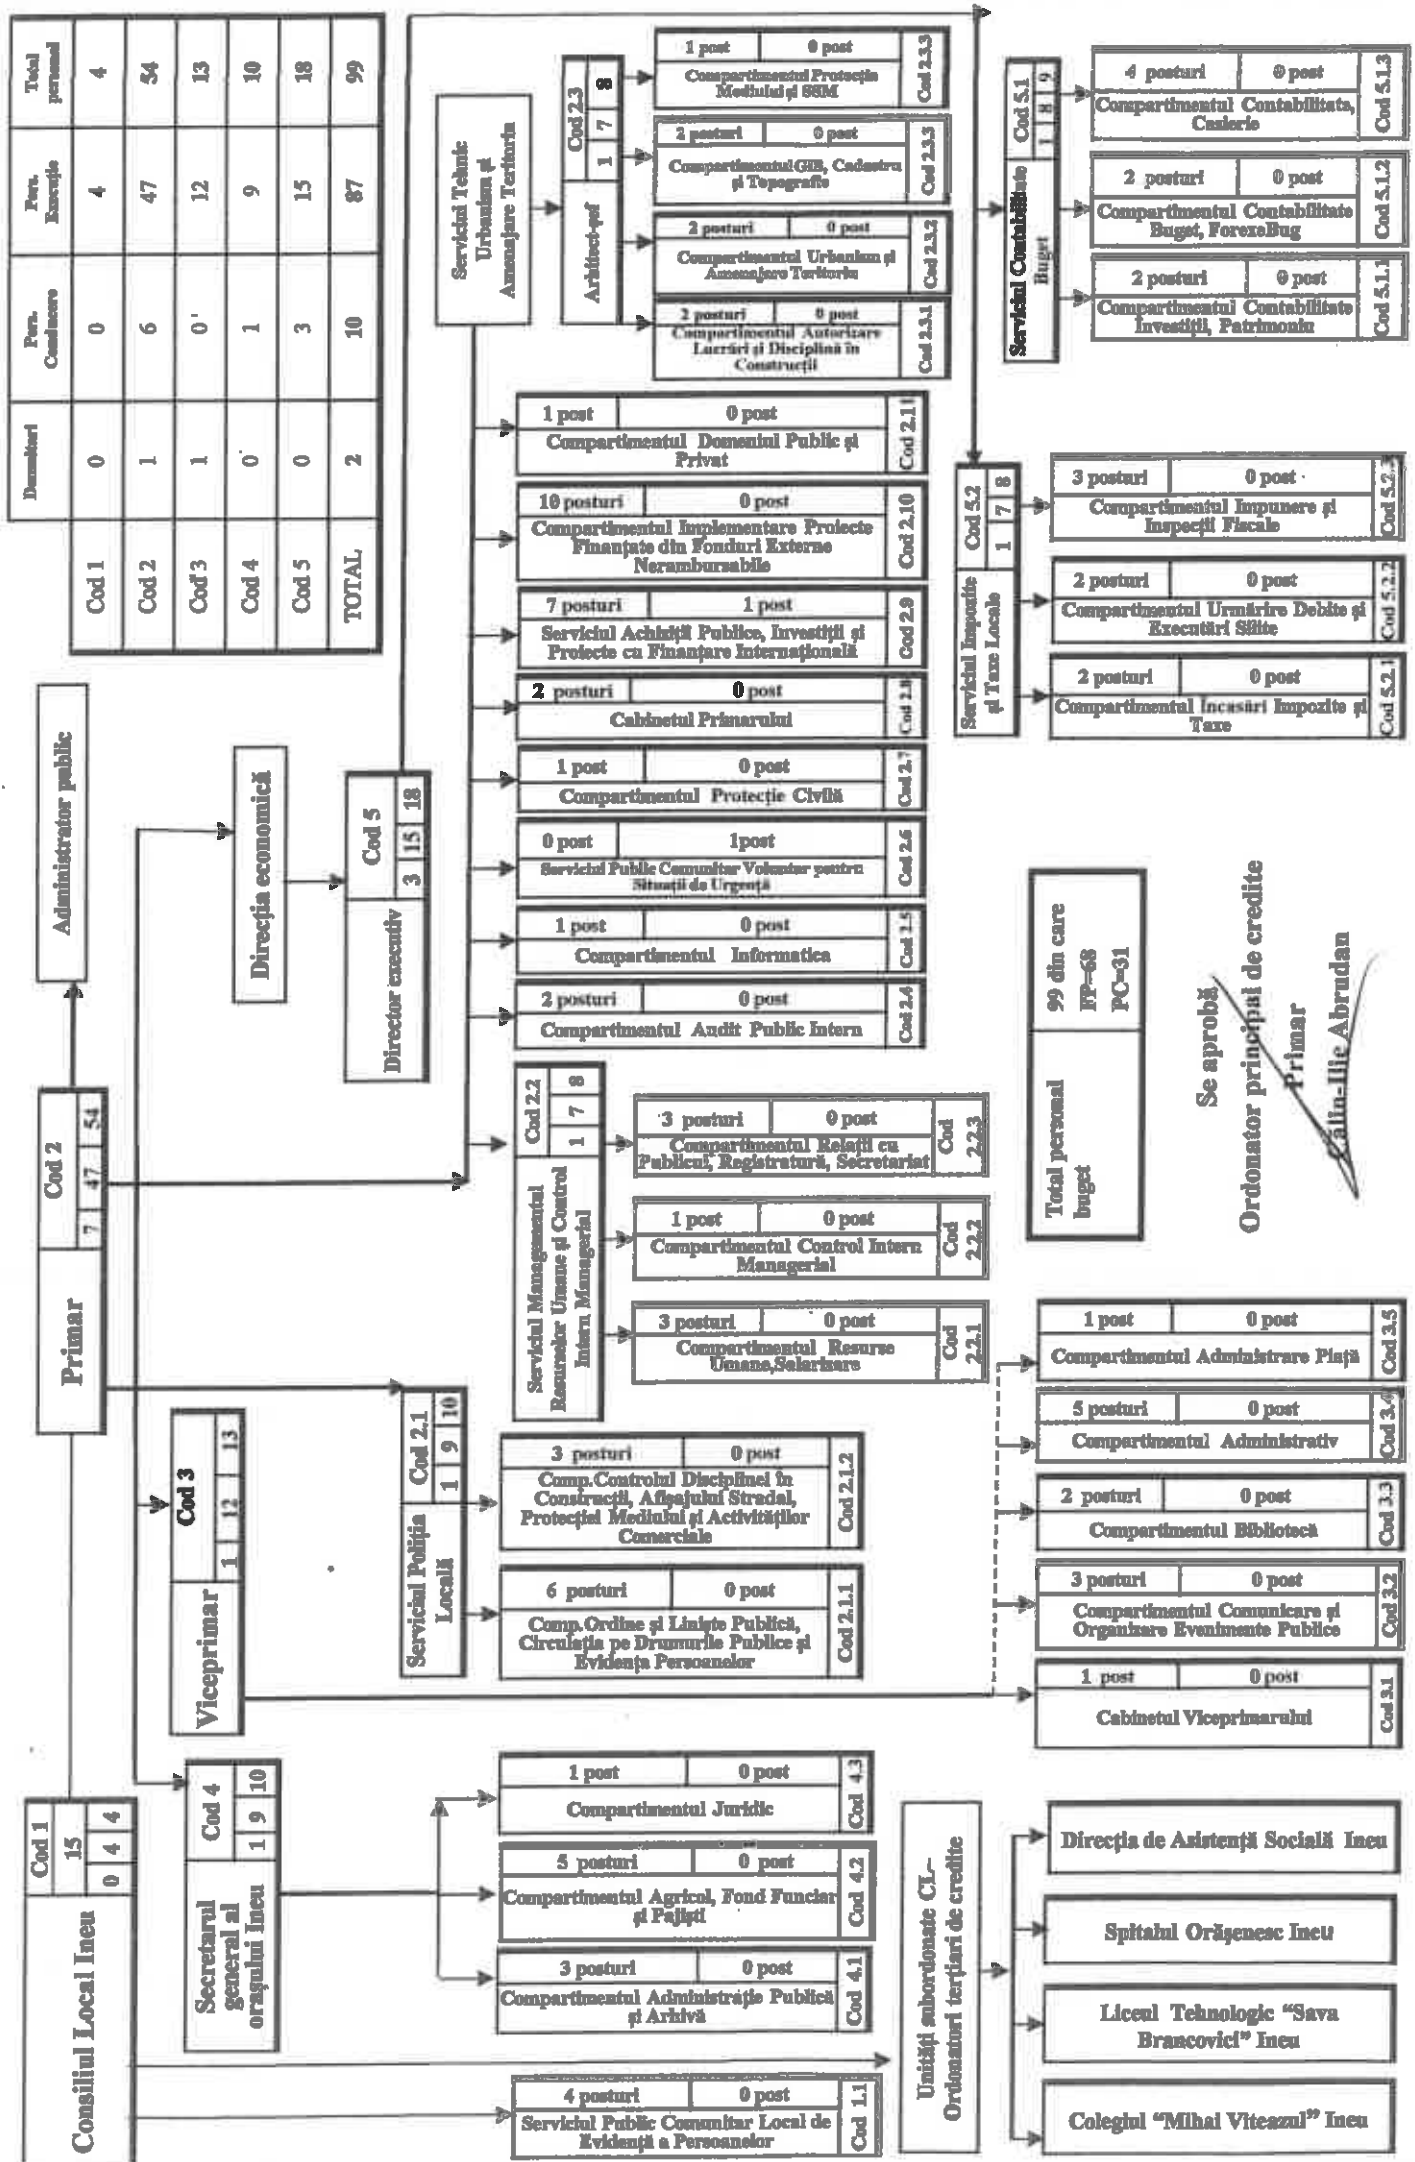 Consiliul Local Ineu
Cod 1
15
0 4 4
Primar
Cod 2
7 47 54
Administrator public
Demnitari
Pers.
Conducere
Pers.
Execuție
Total
personal
Cod 1 0 0 4 4
Cod 2 1 6 47 54
Cod 3 1 0 12 13
Cod 4 0 1 9 10
Cod 5 0 3 15 18
TOTAL 2 10 87 99
Secretarul
general al
orașului Ineu
Cod 4
1 9 10
Viceprimar
Cod 3
1 12 13
Direcția economică
Director executiv
Cod 5
3 15 18
Serviciul Poliția
Locală
Cod 2.1
1 9 10
Serviciul Tehnic
Urbanism și
Amenajare Teritoriu
Arhitect-șef
Cod 2.3
1 7 8
4 posturi 0 post
Serviciul Public Comunitar Local de
Evidență a Persoanelor
Cod 1.1
3 posturi 0 post
Compartimentul Administrație Publică
și Arhivă
Cod 4.1
5 posturi 0 post
Compartimentul Agricol, Fond Funciar
și Pajiști
Cod 4.2
1 post 0 post
Compartimentul Juridic
Cod 4.3
6 posturi 0 post
Comp.Ordine și Liniște Publică,
Circulația pe Drumurile Publice și
Evidența Persoanelor
Cod 2.1.1
3 posturi 0 post
Comp.Controlul Disciplinei în
Construcții, Afișajului Stradal,
Protecției Mediului și Activităților
Comerciale
Cod 2.1.2
Serviciul Managementul
Resurselor Umane și Control
Intern Managerial
Cod 2.2
1 7 8
3 posturi 0 post
Compartimentul Resurse
Umane,Salarizare
Cod
2.2.1
1 post 0 post
Compartimentul Control Intern
Managerial
Cod
2.2.2
3 posturi 0 post
Compartimentul Relații cu
Publicul, Registratură, Secretariat
Cod
2.2.3
2 posturi 0 post
Compartimentul Audit Public Intern
Cod 2.4
1 post 0 post
Compartimentul Informatica
Cod 2.5
0 post 1post
Serviciul Public Comunitar Voluntar pentru
Situații de Urgență
Cod 2.6
1 post 0 post
Compartimentul Protecție Civilă
Cod 2.7
2 posturi 0 post
Cabinetul Primarului
Cod 2.8
7 posturi 1 post
Serviciul Achiziții Publice, Investiții și
Proiecte cu Finanțare Internațională
Cod 2.9
10 posturi 0 post
Compartimentul Implementare Proiecte
Finanțate din Fonduri Externe
Nerambursabile
Cod 2.10
1 post 0 post
Compartimentul Domeniul Public și
Privat
Cod 2.11
2 posturi 0 post
Compartimentul Autorizare
Lucrări și Disciplină în
Construcții
Cod 2.3.1
2 posturi 0 post
Compartimentul Urbanism și
Amenajare Teritoriu
Cod 2.3.2
2 posturi 0 post
Compartimentul GIS, Cadastru
și Topografie
Cod 2.3.3
1 post 0 post
Compartimentul Protecția
Mediului și SSM
Cod 2.3.3
Unități subordonate CL–
Ordonatori terțiari de credite
Colegiul “Mihai Viteazul” Ineu
Liceul Tehnologic “Sava
Brancovici” Ineu
Spitalul Orășenesc Ineu
Direcția de Asistență Socială Ineu
1 post 0 post
Cabinetul Viceprimarului
Cod 3.1
3 posturi 0 post
Compartimentul Comunicare și
Organizare Evenimente Publice
Cod 3.2
2 posturi 0 post
Compartimentul Bibliotecă
Cod 3.3
5 posturi 0 post
Compartimentul Administrativ
Cod 3.4
1 post 0 post
Compartimentul Administrare Piață
Cod 3.5
Total personal
buget
99 din care
FP=68
PC=31
Se aprobă
Ordonator principal de credite
Primar
Călin-Ilie Abrudan
Serviciul Impozite
și Taxe Locale
Cod 5.2
1 7 8
2 posturi 0 post
Compartimentul Încasări Impozite și
Taxe
Cod 5.2.1
2 posturi 0 post
Compartimentul Urmărire Debite și
Executări Silite
Cod 5.2.2
3 posturi 0 post
Compartimentul Impunere și
Inspecții Fiscale
Cod 5.2.3
Serviciul Contabilitate
Buget
Cod 5.1
1 8 9
2 posturi 0 post
Compartimentul Contabilitate
Investiții, Patrimoniu
Cod 5.1.1
2 posturi 0 post
Compartimentul Contabilitate
Buget, ForexeBug
Cod 5.1.2
4 posturi 0 post
Compartimentul Contabilitate,
Casierie
Cod 5.1.3